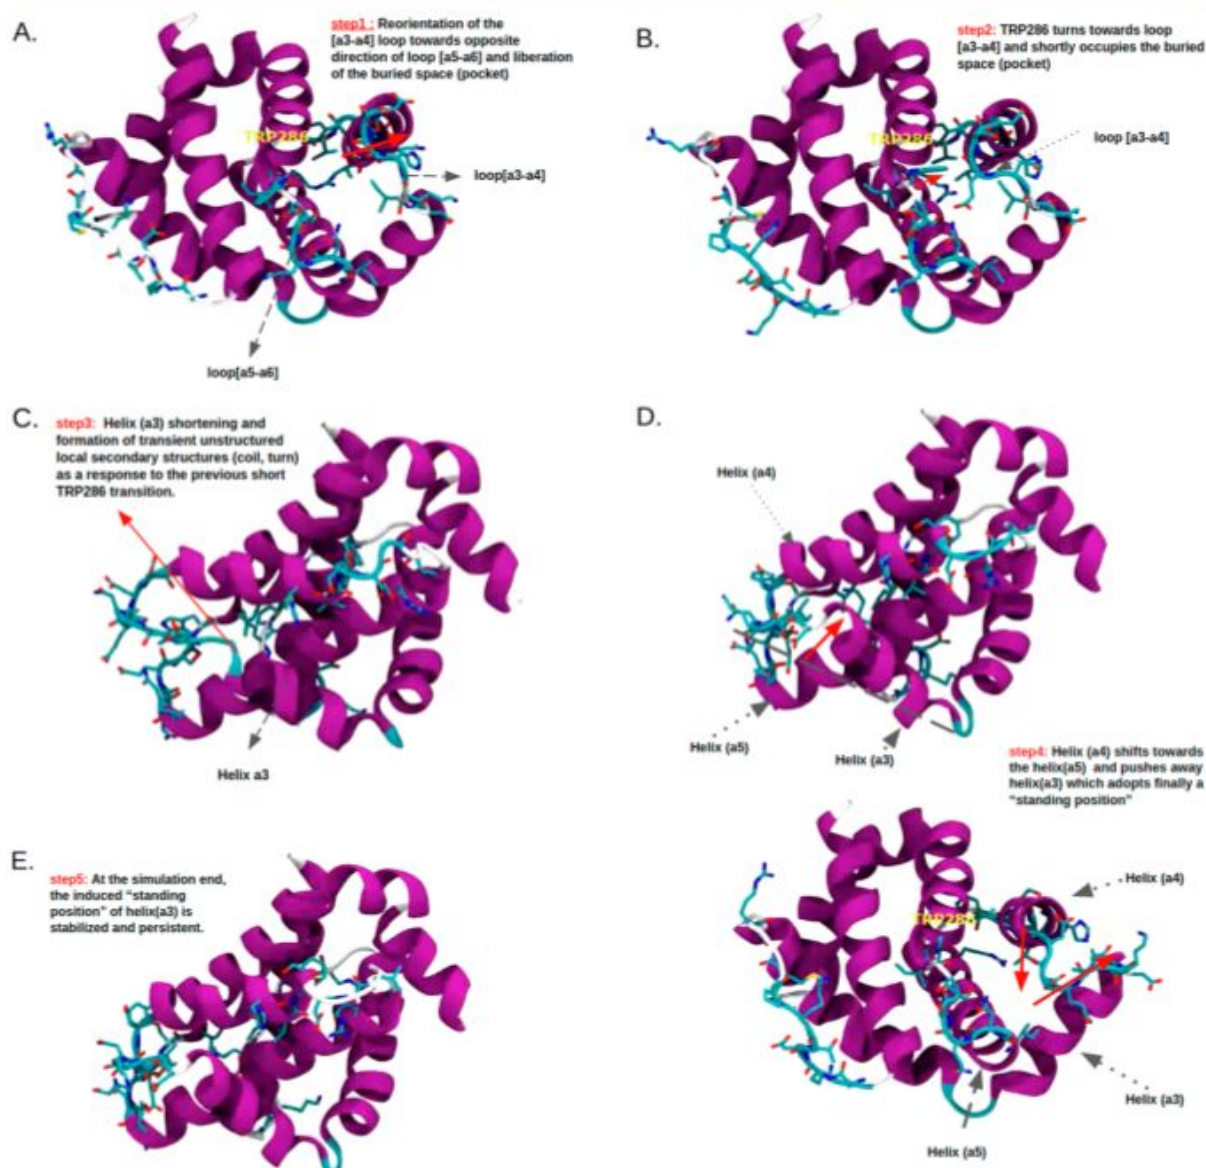 A.
step1 : Reorientation of the
[a3-a4] loop towards opposite
direction of loop [a5-a6] and liberation
of the buried space (pocket)
TRP286
loop[a3-a4]
loop[a5-a6]
B.
step2: TRP286 turns towards loop
[a3-a4] and shortly occupies the buried
space (pocket)
TRP286
loop [a3-a4]
C.
step3: Helix (a3) shortening and
formation of transient unstructured
local secondary structures (coil, turn)
as a response to the previous short
TRP286 transition.
Helix a3
D.
Helix (a4)
Helix (a5)
Helix (a3)
step4: Helix (a4) shifts towards
the helix(a5) and pushes away
helix(a3) which adopts finally a
“standing position”
Helix (a4)
TRP286
Helix (a3)
Helix (a5)
E.
step5: At the simulation end,
the induced “standing
position” of helix(a3) is
stabilized and persistent.